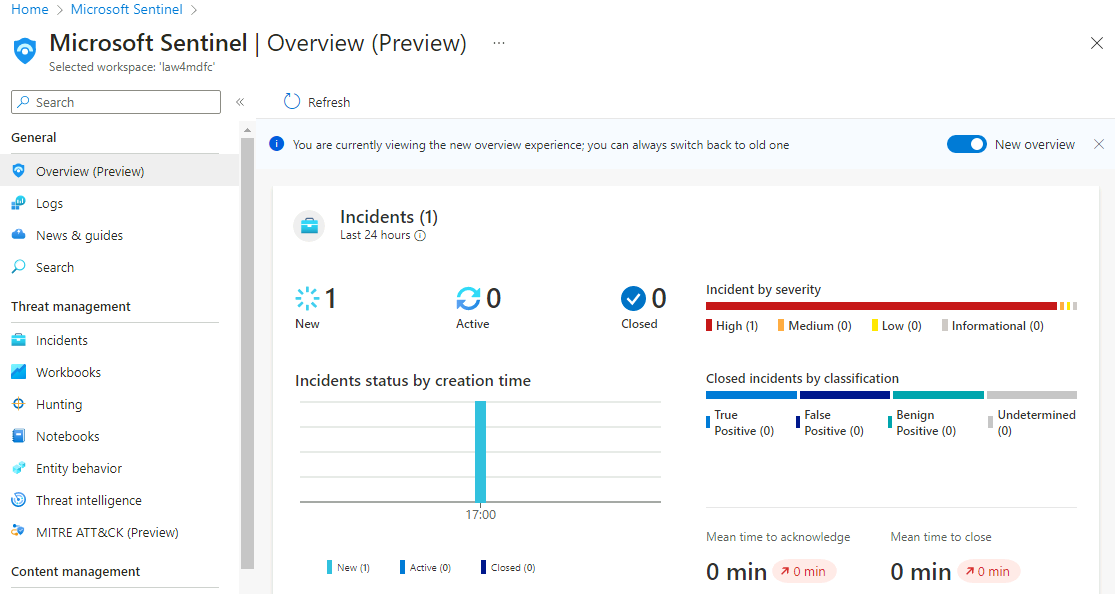 Home > Microsoft Sentinel >
Microsoft Sentinel | Overview (Preview) ...
Selected workspace: 'law4mdfc'
Search «
Refresh
General
Overview (Preview)
Logs
News & guides
Search
Threat management
Incidents
Workbooks
Hunting
Notebooks
Entity behavior
Threat intelligence
MITRE ATT&CK (Preview)
Content management
You are currently viewing the new overview experience; you can always switch back to old one
New overview
Incidents (1)
Last 24 hours
1
New
0
Active
0
Closed
Incident by severity
High (1) Medium (0) Low (0) Informational (0)
Incidents status by creation time
17:00
New (1) Active (0) Closed (0)
Closed incidents by classification
True
Positive (0)
False
Positive (0)
Benign
Positive (0)
Undetermined
(0)
Mean time to acknowledge
0 min 0 min
Mean time to close
0 min 0 min